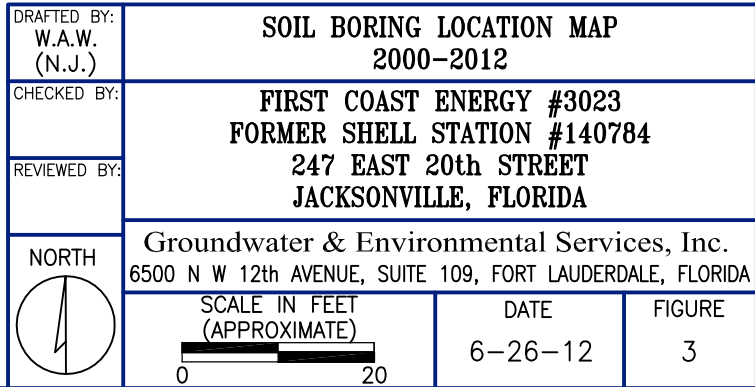 DRAFTED BY:
W.A.W.
(N.J.)
SOIL BORING LOCATION MAP
2000-2012
CHECKED BY:
FIRST COAST ENERGY #3023
FORMER SHELL STATION #140784
247 EAST 20th STREET
JACKSONVILLE, FLORIDA
REVIEWED BY:
Groundwater & Environmental Services, Inc.
6500 N W 12th AVENUE, SUITE 109, FORT LAUDERDALE, FLORIDA
NORTH
SCALE IN FEET
(APPROXIMATE)
0 20
DATE
6-26-12
FIGURE
3